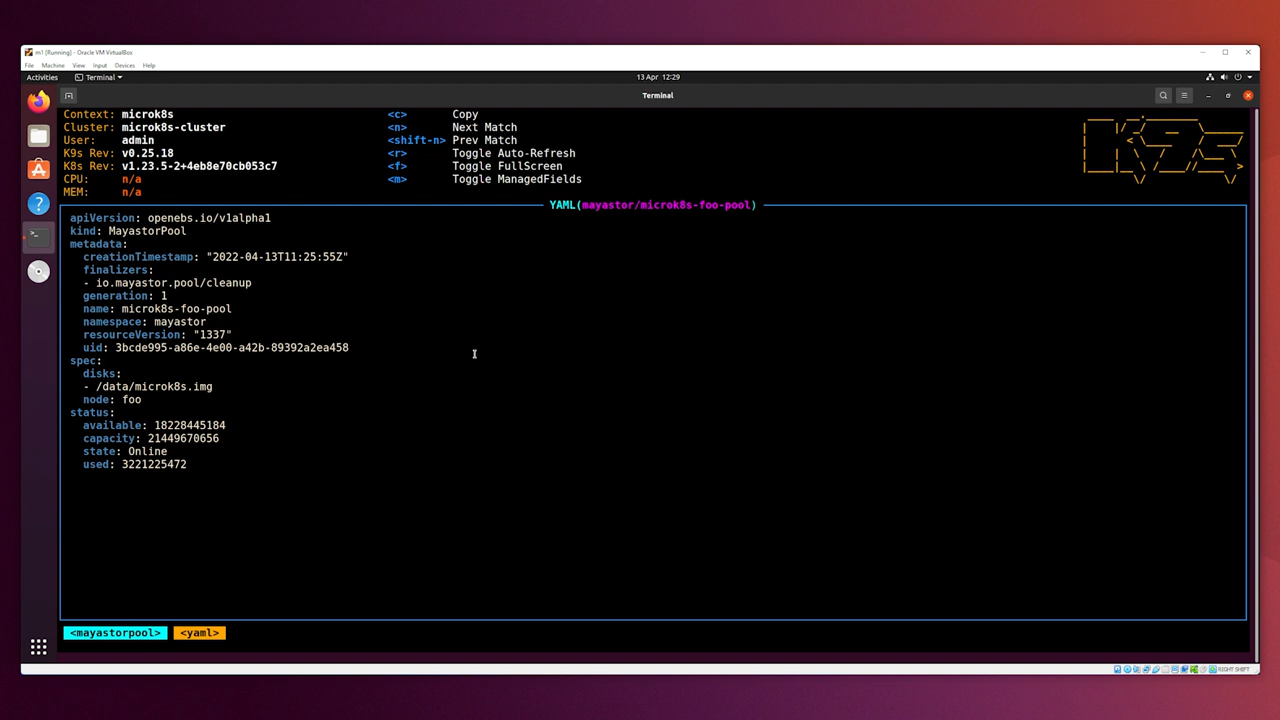 m1 [Running] - Oracle VM VirtualBox
File Machine View Input Devices Help
Activities Terminal 13 Apr 12:29
Terminal
Context: microk8s <c> Copy
Cluster: microk8s-cluster <n> Next Match
User: admin <shift-n> Prev Match
K9s Rev: v0.25.18 <r> Toggle Auto-Refresh
K8s Rev: v1.23.5-2+4eb8e70cb053c7 <f> Toggle FullScreen
CPU: n/a <m> Toggle ManagedFields
MEM: n/a
K9s
YAML(mayastor/microk8s-foo-pool)
apiVersion: openebs.io/v1alpha1
kind: MayastorPool
metadata:
creationTimestamp: "2022-04-13T11:25:55Z"
finalizers:
- io.mayastor.pool/cleanup
generation: 1
name: microk8s-foo-pool
namespace: mayastor
resourceVersion: "1337"
uid: 3bcde995-a86e-4e00-a42b-89392a2ea458
spec:
disks:
- /data/microk8s.img
node: foo
status:
available: 18228445184
capacity: 21449670656
state: Online
used: 3221225472
<mayastorpool> <yaml>
RIGHT SHIFT